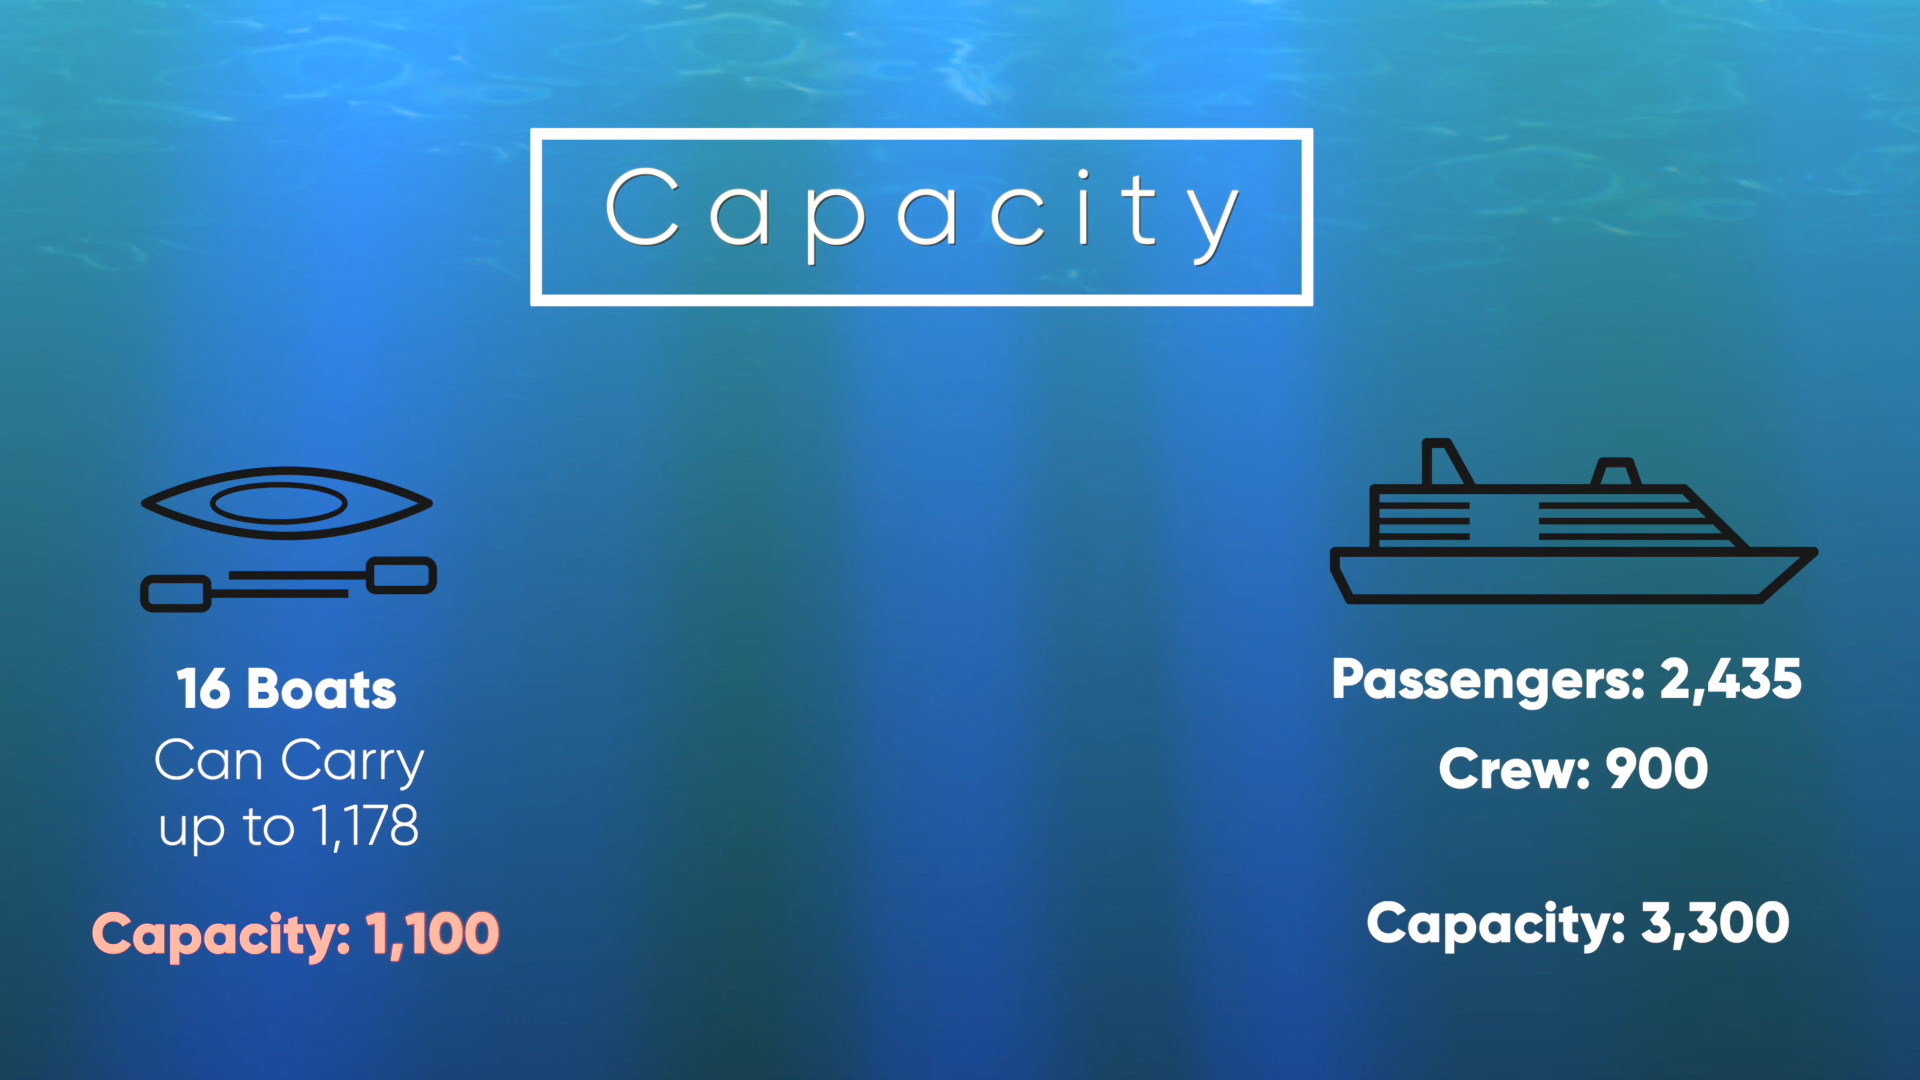 Capacity
16 Boats
Can Carry
up to 1,178
Capacity: 1,100
Passengers: 2,435
Crew: 900
Capacity: 3,300